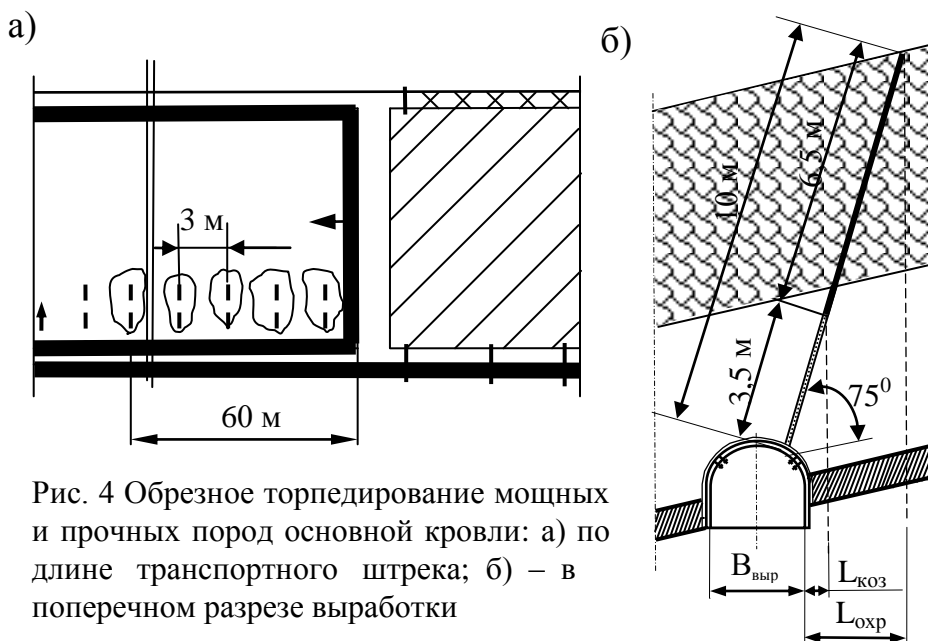 а)
3 м
60 м
Рис. 4 Обрезное торпедирование мощных
и прочных пород основной кровли: а) по
длине транспортного штрека; б) – в
поперечном разрезе выработки
б)
10 м
6,5 м
3,5 м
75⁰
Bвыр
Lкоз
Lохр